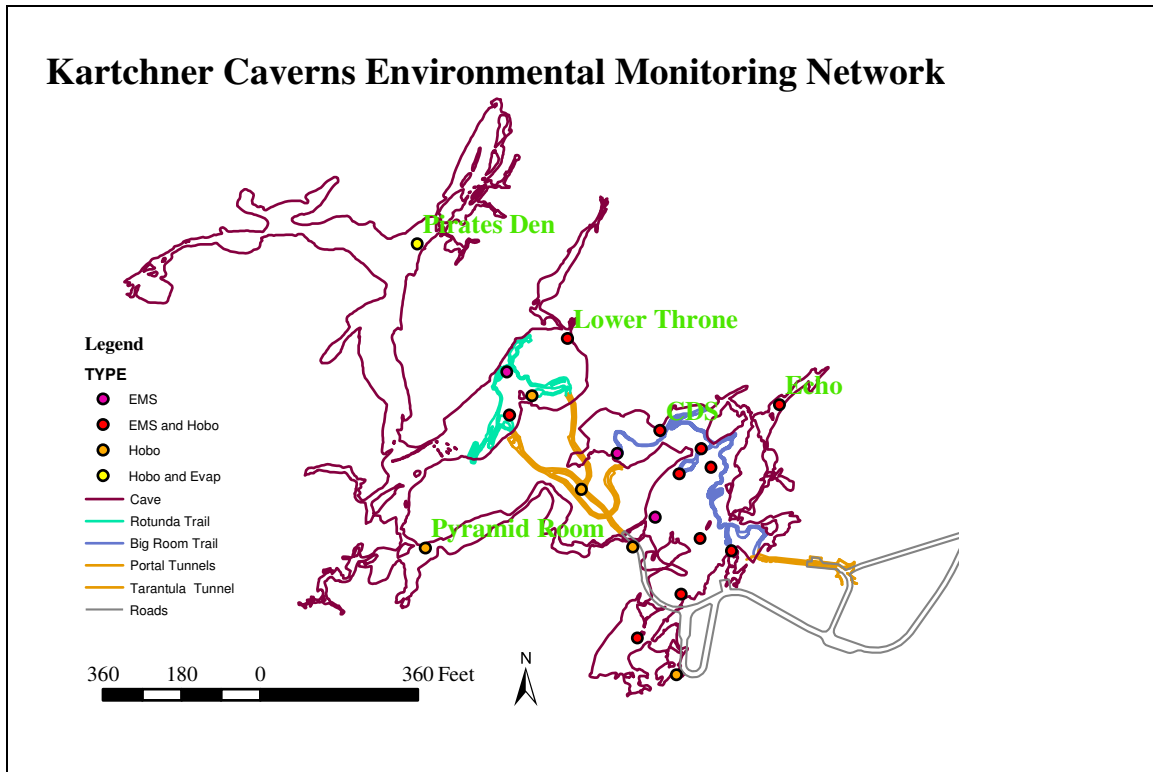 Kartchner Caverns Environmental Monitoring Network
Pirates Den
Lower Throne
Echo
CDS
Pyramid Room
Legend
TYPE
EMS
EMS and Hobo
Hobo
Hobo and Evap
Cave
Rotunda Trail
Big Room Trail
Portal Tunnels
Tarantula Tunnel
Roads
360 180 0 360 Feet
N